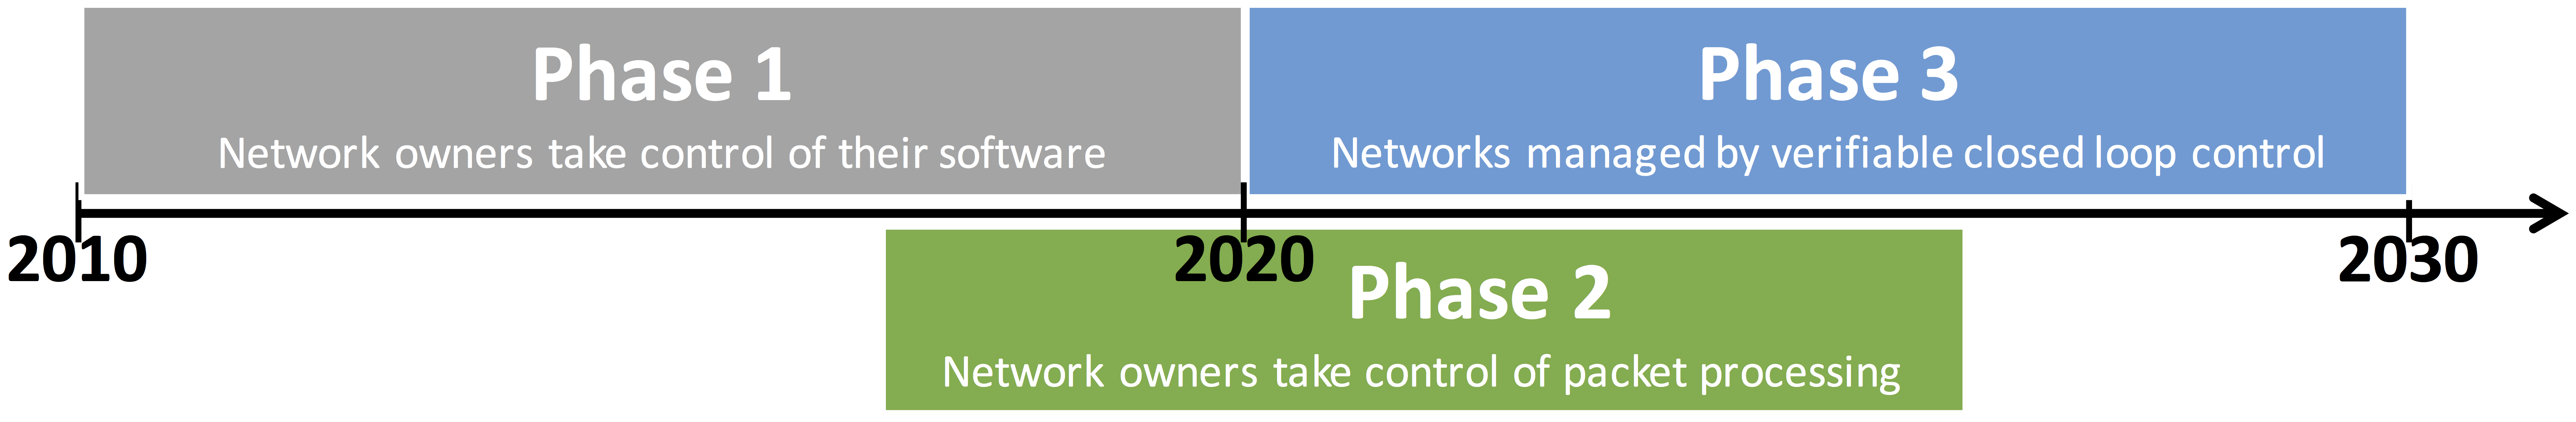 Phase 1
Network owners take control of their software
Phase 3
Networks managed by verifiable closed loop control
2010
2020
2030
Phase 2
Network owners take control of packet processing